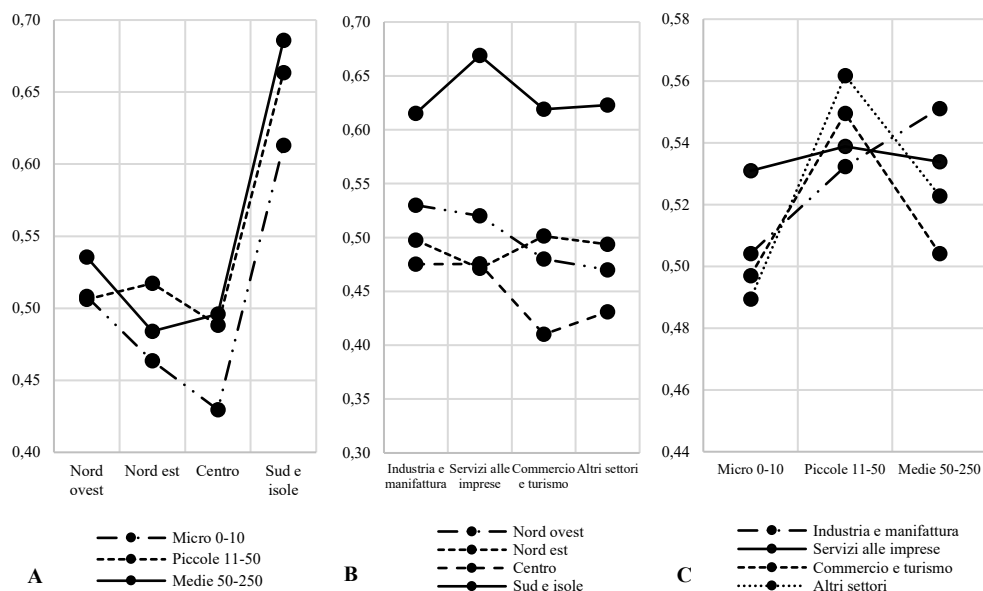 0,70
0,65
0,60
0,55
0,50
0,45
0,40
Nord ovest
Nord est
Centro
Sud e isole
Micro 0-10
Piccole 11-50
Medie 50-250
A
0,70
0,65
0,60
0,55
0,50
0,45
0,40
0,35
0,30
Industria e manifattura
Servizi alle imprese
Commercio e turismo
Altri settori
Nord ovest
Nord est
Centro
Sud e isole
B
0,58
0,56
0,54
0,52
0,50
0,48
0,46
0,44
Micro 0-10
Piccole 11-50
Medie 50-250
Industria e manifattura
Servizi alle imprese
Commercio e turismo
Altri settori
C